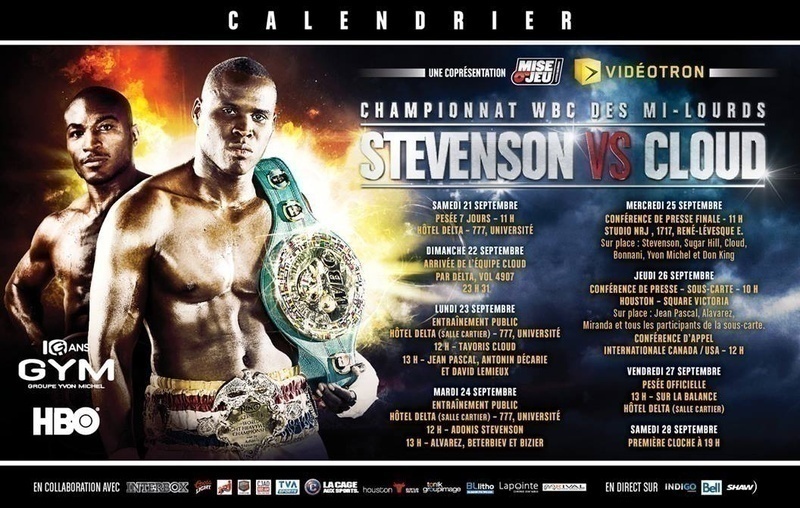 CALENDRIER
UNE COPRÉSENTATION MISE O JEU VIDÉOTRON
CHAMPIONNAT WBC DES MI-LOURDS
STEVENSON VS CLOUD
SAMEDI 21 SEPTEMBRE
PESÉE 7 JOURS - 11 H
HÔTEL DELTA - 777, UNIVERSITÉ
DIMANCHE 22 SEPTEMBRE
ARRIVÉE DE L'ÉQUIPE CLOUD
PAR DELTA, VOL 4907
23 H 31
LUNDI 23 SEPTEMBRE
ENTRAÎNEMENT PUBLIC
HÔTEL DELTA (SALLE CARTIER) - 777, UNIVERSITÉ
12 H - TAVORIS CLOUD
13 H - JEAN PASCAL, ANTONIN DÉCARIE
ET DAVID LEMIEUX
MARDI 24 SEPTEMBRE
ENTRAÎNEMENT PUBLIC
HÔTEL DELTA (SALLE CARTIER) - 777, UNIVERSITÉ
12 H - ADONIS STEVENSON
13 H - ALVAREZ, BETERBIEV ET BIZIER
MERCREDI 25 SEPTEMBRE
CONFÉRENCE DE PRESSE FINALE - 11 H
STUDIO NRJ , 1717, RENÉ-LÉVESQUE E.
Sur place : Stevenson, Sugar Hill, Cloud,
Bonnani, Yvon Michel et Don King
JEUDI 26 SEPTEMBRE
CONFÉRENCE DE PRESSE - SOUS-CARTE - 10 H
HOUSTON - SQUARE VICTORIA
Sur place : Jean Pascal, Alavarez,
Miranda et tous les participants de la sous-carte.
CONFÉRENCE D'APPEL
INTERNATIONALE CANADA / USA - 12 H
VENDREDI 27 SEPTEMBRE
PESÉE OFFICIELLE
13 H - SUR LA BALANCE
HÔTEL DELTA (SALLE CARTIER)
SAMEDI 28 SEPTEMBRE
PREMIÈRE CLOCHE À 19 H
10 ANS
GYM
GROUPE YVON MICHEL
HBO
WBC
EN COLLABORATION AVEC INTERBOX LIGHT NRJ TVA SPORTS LA CAGE AUX SPORTS. houston tonik groupimage BL litho Lapointe EN DIRECT SUR INDIGO Bell SHAW)